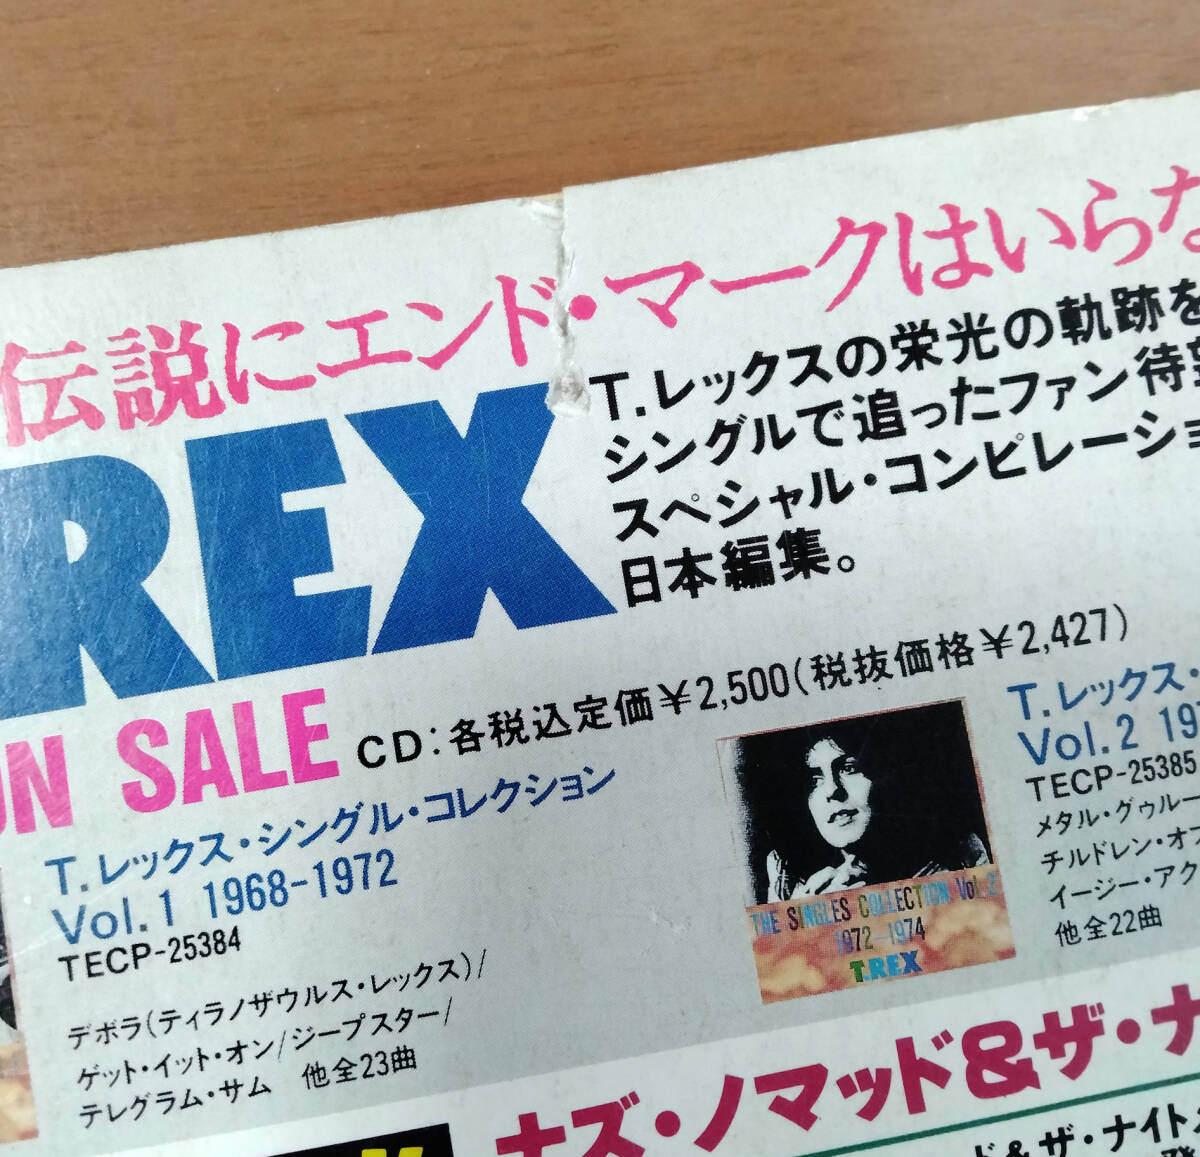 伝説にエンド・マークはいらな
REX
T.レックスの栄光の軌跡を
シングルで追ったファン待望
スペシャル・コンピレーショ
日本編集。
ON SALE
CD:各税込定価￥2,500(税抜価格￥2,427)
T.レックス・シングル・コレクション
Vol.1 1968-1972
TECP-25384
デボラ(ティラノザウルス・レックス)/
ゲット・イット・オン/ジープスター/
テレグラム・サム 他全23曲
THE SINGLES COLLECTION Vol.2
1972-1974
T.REX
T.レックス・
Vol.2 19
TECP-25385
メタル・グゥルー
チルドレン・オブ
イージー・アク
他全22曲
ナズ・ノマッド&ザ・ナ
ド&ザ・ナイトメ